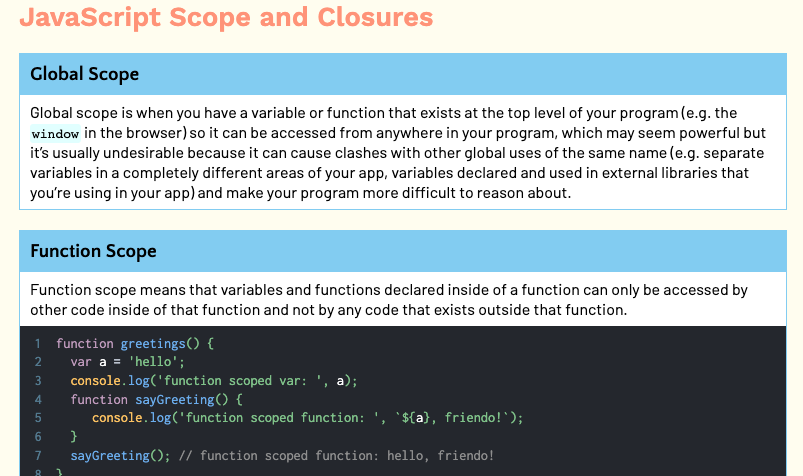 JavaScript Scope and Closures
Global Scope
Global scope is when you have a variable or function that exists at the top level of your program (e.g. the
window in the browser) so it can be accessed from anywhere in your program, which may seem powerful but
it's usually undesirable because it can cause clashes with other global uses of the same name (e.g. separate
variables in a completely different areas of your app, variables declared and used in external libraries that
you're using in your app) and make your program more difficult to reason about.
Function Scope
Function scope means that variables and functions declared inside of a function can only be accessed by
other code inside of that function and not by any code that exists outside that function.
1 function greetings() {
2 var a = 'hello';
3 console.log('function scoped var: ', a);
4 function sayGreeting() {
5 console.log('function scoped function: ', `${a}, friendo!`);
6 }
7 sayGreeting(); // function scoped function: hello, friendo!
8 }